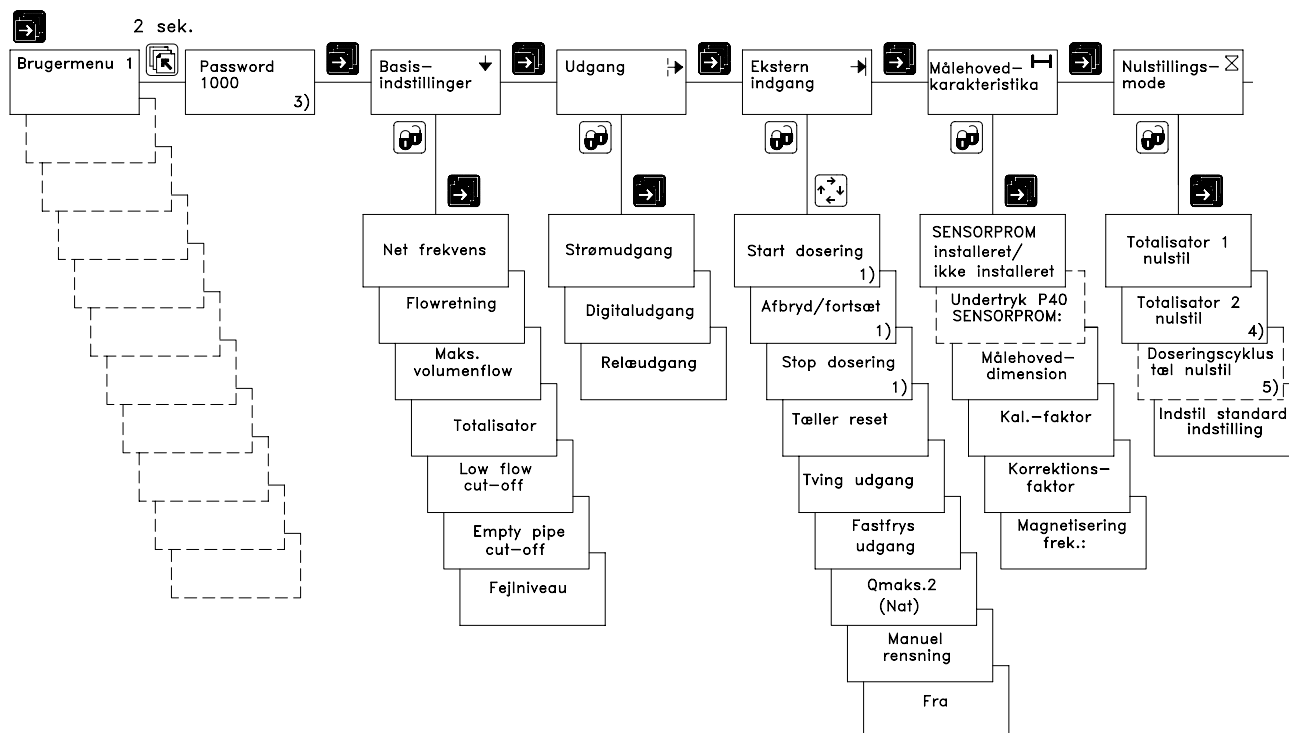 2 sek.
Brugermenu 1
Password
1000
3)
Basis-
indstillinger
Udgang
Ekstern
indgang
Målehoved-
karakteristika
Nulstillings-
mode
Net frekvens
Flowretning
Maks.
volumenflow
Totalisator
Low flow
cut-off
Empty pipe
cut-off
Fejlniveau
Strømudgang
Digitaludgang
Relæudgang
Start dosering
1)
Afbryd/fortsæt
1)
Stop dosering
1)
Tæller reset
Tving udgang
Fastfrys
udgang
Qmaks.2
(Nat)
Manuel
rensning
Fra
SENSORPROM
installeret/
ikke installeret
Undertryk P40
SENSORPROM:
Målehoved-
dimension
Kal.-faktor
Korrektions-
faktor
Magnetisering
frek.:
Totalisator 1
nulstil
Totalisator 2
nulstil
4)
Doseringscyklus
tæl nulstil
5)
Indstil standard
indstilling